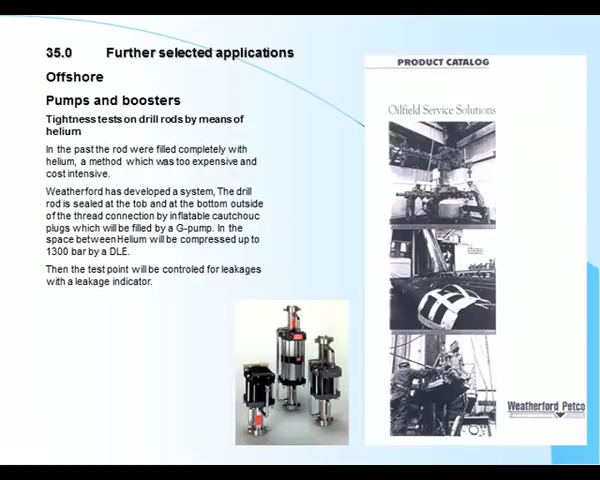 35.0 Further selected applications
Offshore
Pumps and boosters
Tightness tests on drill rods by means of
helium
In the past the rod were filled completely with
helium, a method which was too expensive and
cost intensive.
Weatherford has developed a system, The drill
rod is sealed at the tob and at the bottom outside
of the thread connection by inflatable cautchouc
plugs which will be filled by a G-pump. In the
space between Helium will be compressed up to
1300 bar by a DLE.
Then the test point will be controled for leakages
with a leakage indicator.
PRODUCT CATALOG
Oilfield Service Solutions
Weatherford Petco